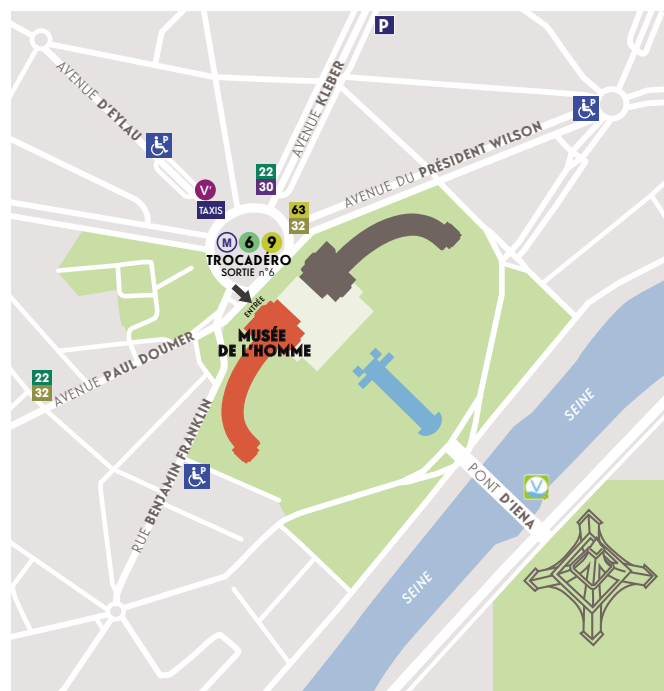 P
AVENUE KLEBER
AVENUE D'EYLAU
P
P
AVENUE DU PRÉSIDENT WILSON
22
30
V'
TAXIS
63
32
M 6 9
TROCADÉRO
SORTIE n°6
ENTRÉE
MUSÉE
DE L'HOMME
AVENUE PAUL DOUMER
22
32
RUE BENJAMIN FRANKLIN
P
SEINE
PONT D'IENA
V
SEINE